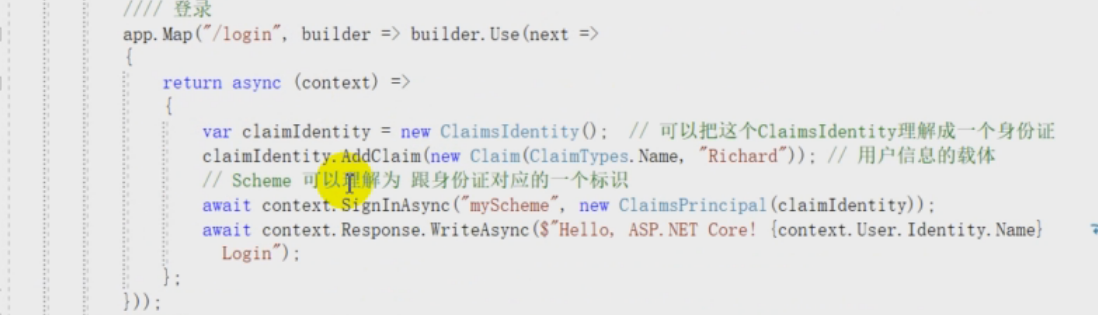 //// 登录
app.Map("/login", builder => builder.Use(next =>
{
return async (context) =>
{
var claimIdentity = new ClaimsIdentity(); // 可以把这个ClaimsIdentity理解成一个身份证
claimIdentity.AddClaim(new Claim(ClaimTypes.Name, "Richard")); // 用户信息的载体
// Scheme 可以理解为 跟身份证对应的一个标识
await context.SignInAsync("myScheme", new ClaimsPrincipal(claimIdentity));
await context.Response.WriteAsync($"Hello, ASP.NET Core! {context.User.Identity.Name}
Login");
};
}));